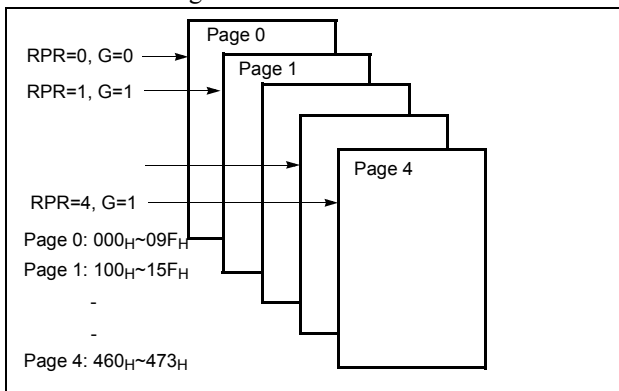 Page 0
RPR=0, G=0
Page 1
RPR=1, G=1
Page 4
RPR=4, G=1
Page 0: 000H~09FH
Page 1: 100H~15FH
-
-
Page 4: 460H~473H